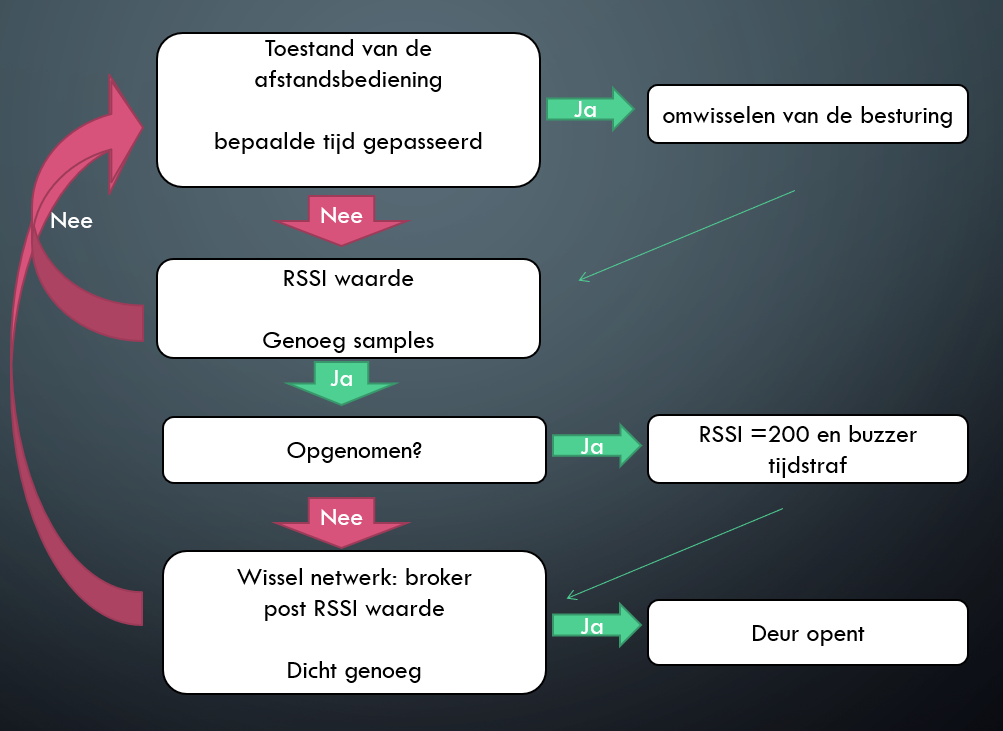 Toestand van de
afstandsbediening
bepaalde tijd gepasseerd
Ja
omwisselen van de besturing
Nee
Nee
RSSI waarde
Genoeg samples
Ja
Opgenomen?
Ja
RSSI =200 en buzzer
tijdstraf
Nee
Wissel netwerk: broker
post RSSI waarde
Dicht genoeg
Ja
Deur opent